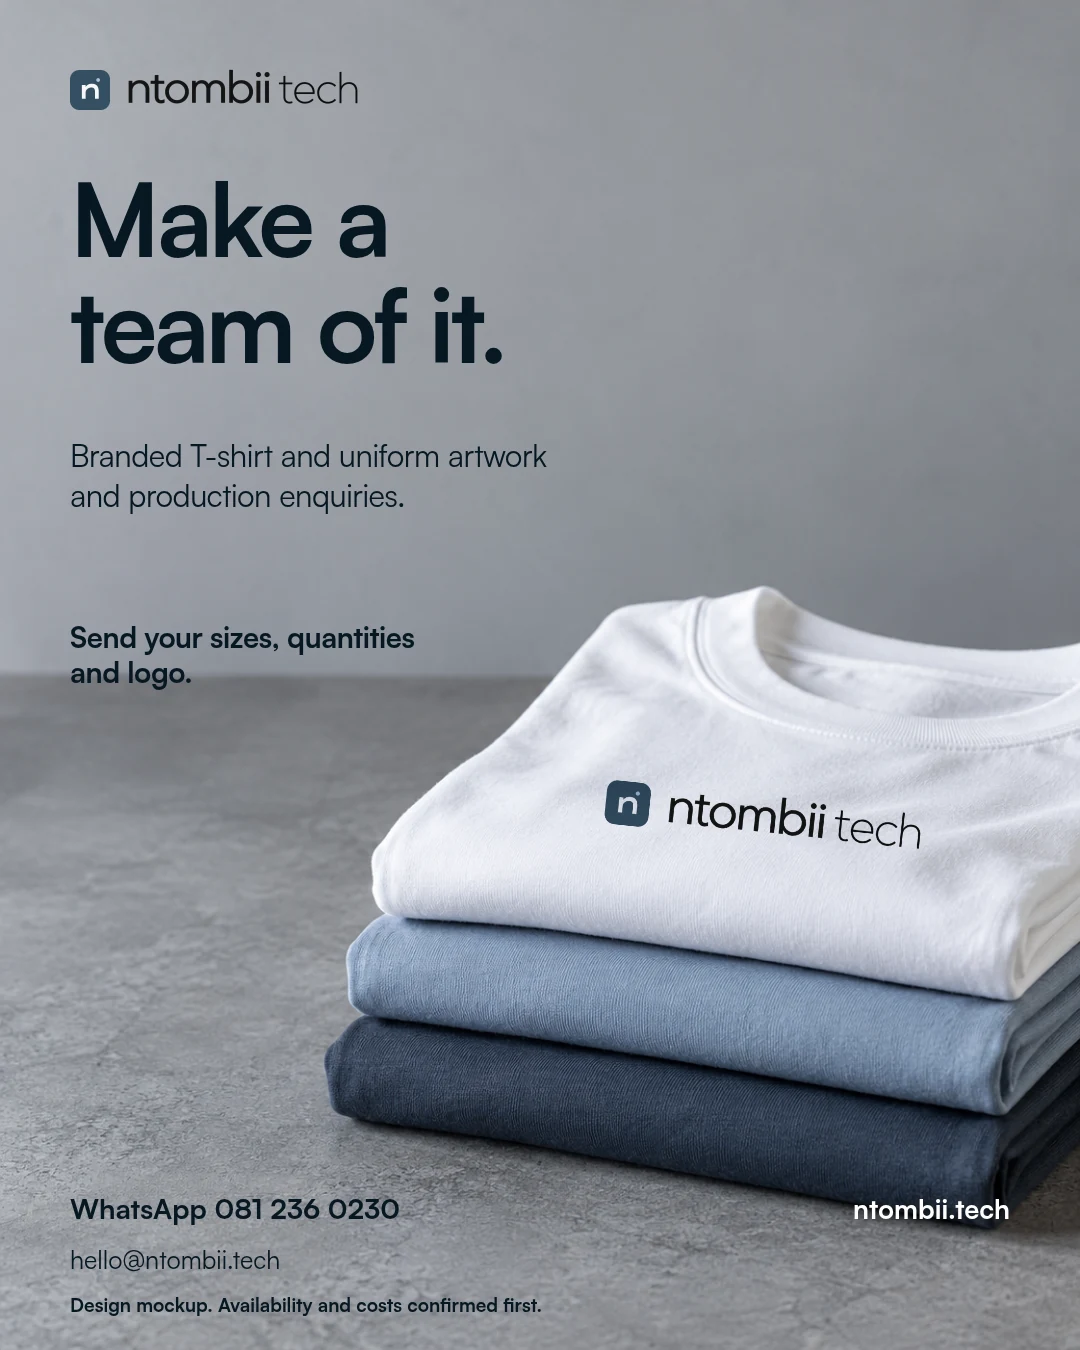 n ntombii tech
Make a
team of it.
Branded T-shirt and uniform artwork
and production enquiries.
Send your sizes, quantities
and logo.
n ntombii tech
WhatsApp 081 236 0230
ntombii.tech
hello@ntombii.tech
Design mockup. Availability and costs confirmed first.